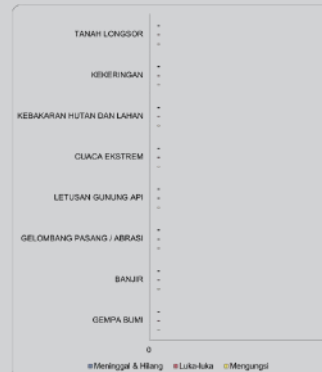 TANAH LONGSOR
-
-
-
KEKERINGAN
-
-
-
KEBAKARAN HUTAN DAN LAHAN
-
-
-
CUACA EKSTREM
-
-
-
LETUSAN GUNUNG API
-
-
-
GELOMBANG PASANG / ABRASI
-
-
-
BANJIR
-
-
-
GEMPA BUMI
-
-
-
0
Meninggal & Hilang Luka-luka Mengungsi